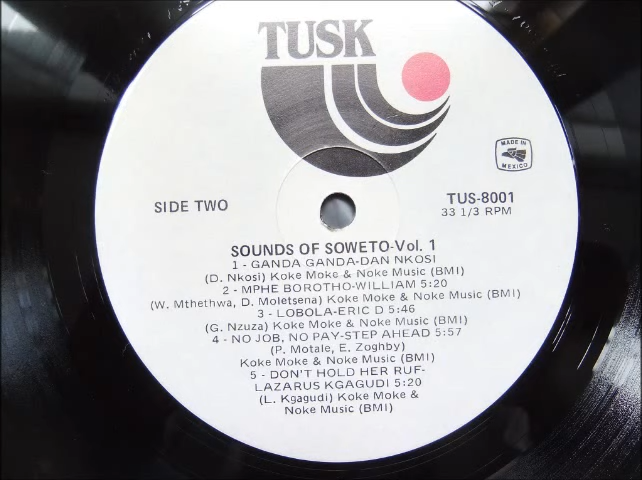 TUSK
MADE IN
MEXICO
SIDE TWO
TUS-8001
33 1/3 RPM
SOUNDS OF SOWETO-Vol. 1
1 - GANDA GANDA-DAN NKOSI
(D. Nkosi) Koke Moke & Noke Music (BMI)
2 - MPHE BOROTHO-WILLIAM 5:20
(W. Mthethwa, D. Moletsena) Koke Moke & Noke Music (BMI)
3 - LOBOLA-ERIC D 5:46
(G. Nzuza) Koke Moke & Noke Music (BMI)
4 - NO JOB, NO PAY-STEP AHEAD 5:57
(P. Motale, E. Zoghby)
Koke Moke & Noke Music (BMI)
5 - DON'T HOLD HER RUF-
LAZARUS KGAGUDI 5:20
(L. Kgagudi) Koke Moke &
Noke Music (BMI)